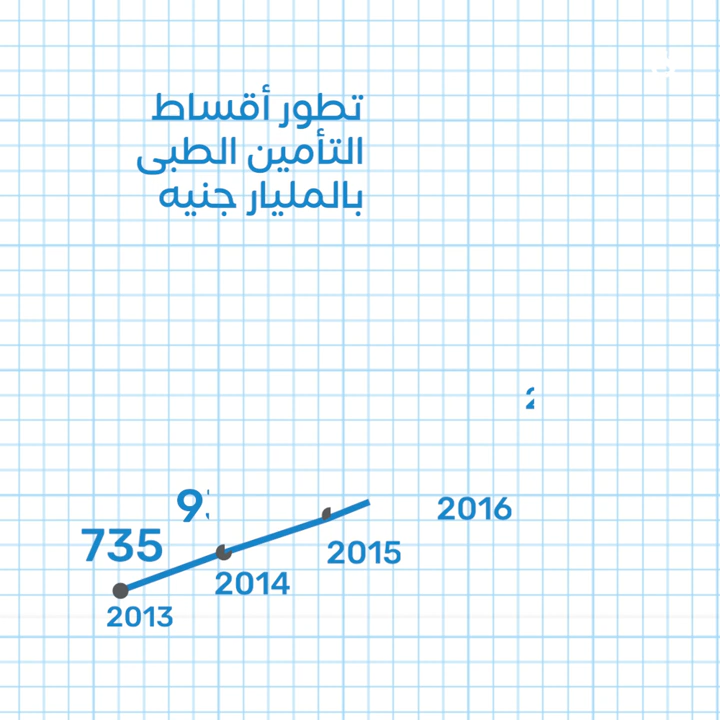 تطور أقساط
التأمين الطبى
بالمليار جنيه
735
2013
2014
2015
2016